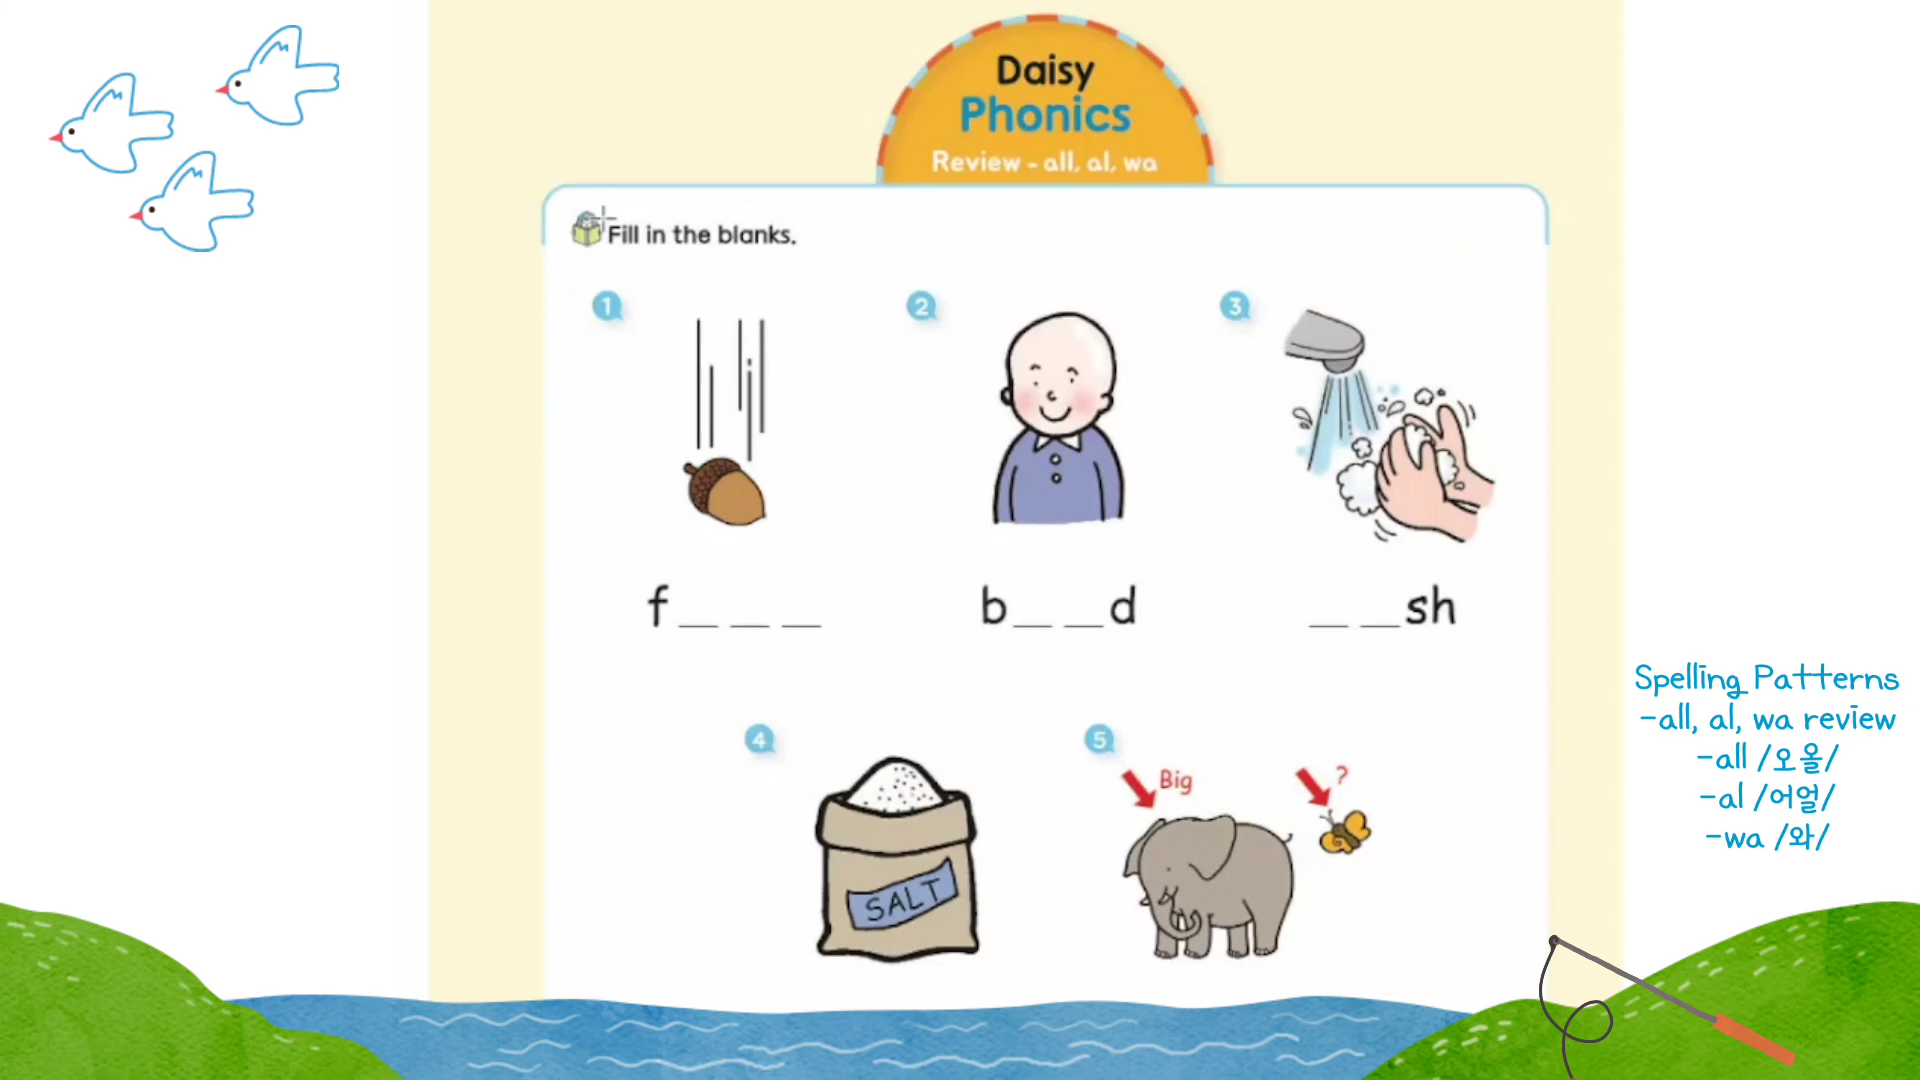 Daisy
Phonics
Review - all, al, wa
Fill in the blanks.
1
2
3
f _ _ _
b _ _ d
_ _ sh
4
5
Big
?
SALT
Spelling Patterns
-all, al, wa review
-all /오올/
-al /어얼/
-wa /와/